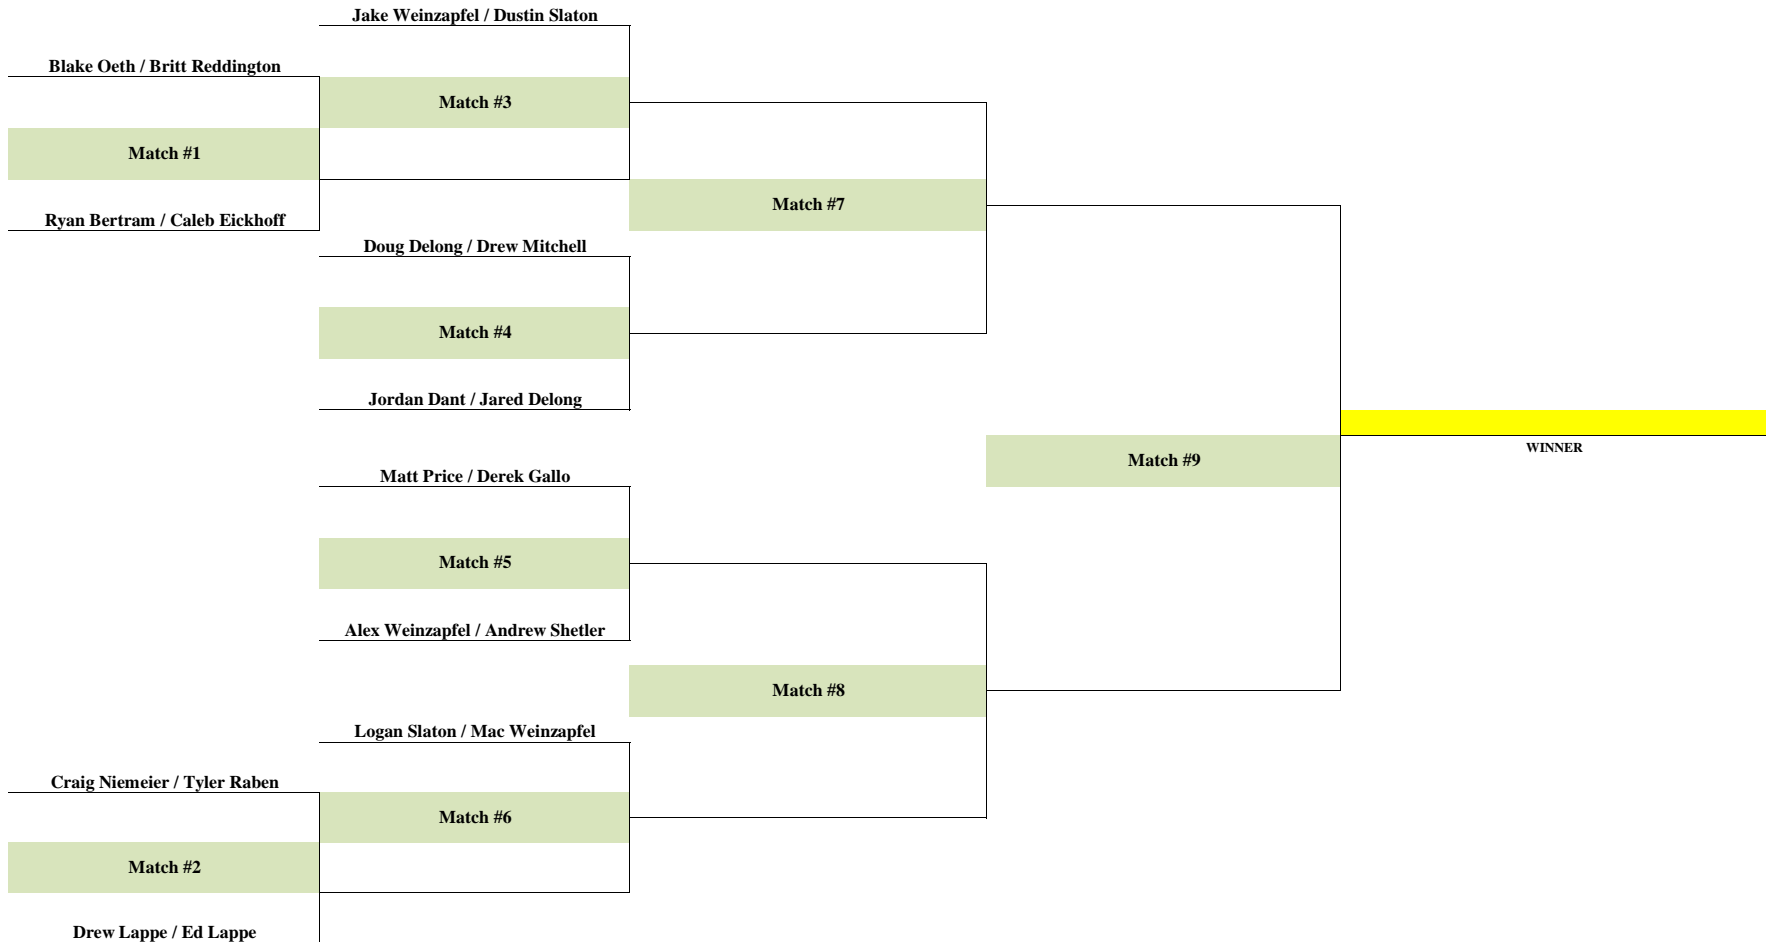 Jake Weinzapfel / Dustin Slaton
Blake Oeth / Britt Reddington
Match #3
Match #1
Match #7
Ryan Bertram / Caleb Eickhoff
Doug Delong / Drew Mitchell
Match #4
Jordan Dant / Jared Delong
WINNER
Match #9
Matt Price / Derek Gallo
Match #5
Alex Weinzapfel / Andrew Shetler
Match #8
Logan Slaton / Mac Weinzapfel
Craig Niemeier / Tyler Raben
Match #6
Match #2
Drew Lappe / Ed Lappe